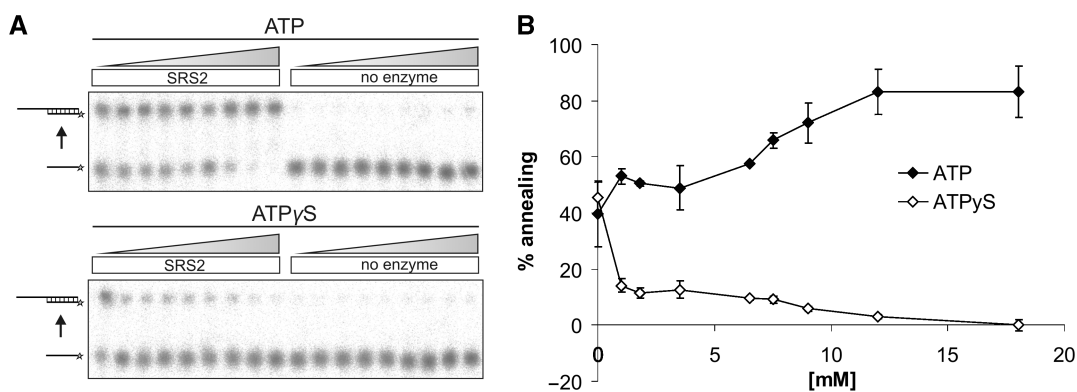 A
ATP
SRS2 no enzyme
ATPγS
SRS2 no enzyme
B
100
80
60
40
20
0
−20
% annealing
0 5 10 15 20
[mM]
ATP
ATPyS